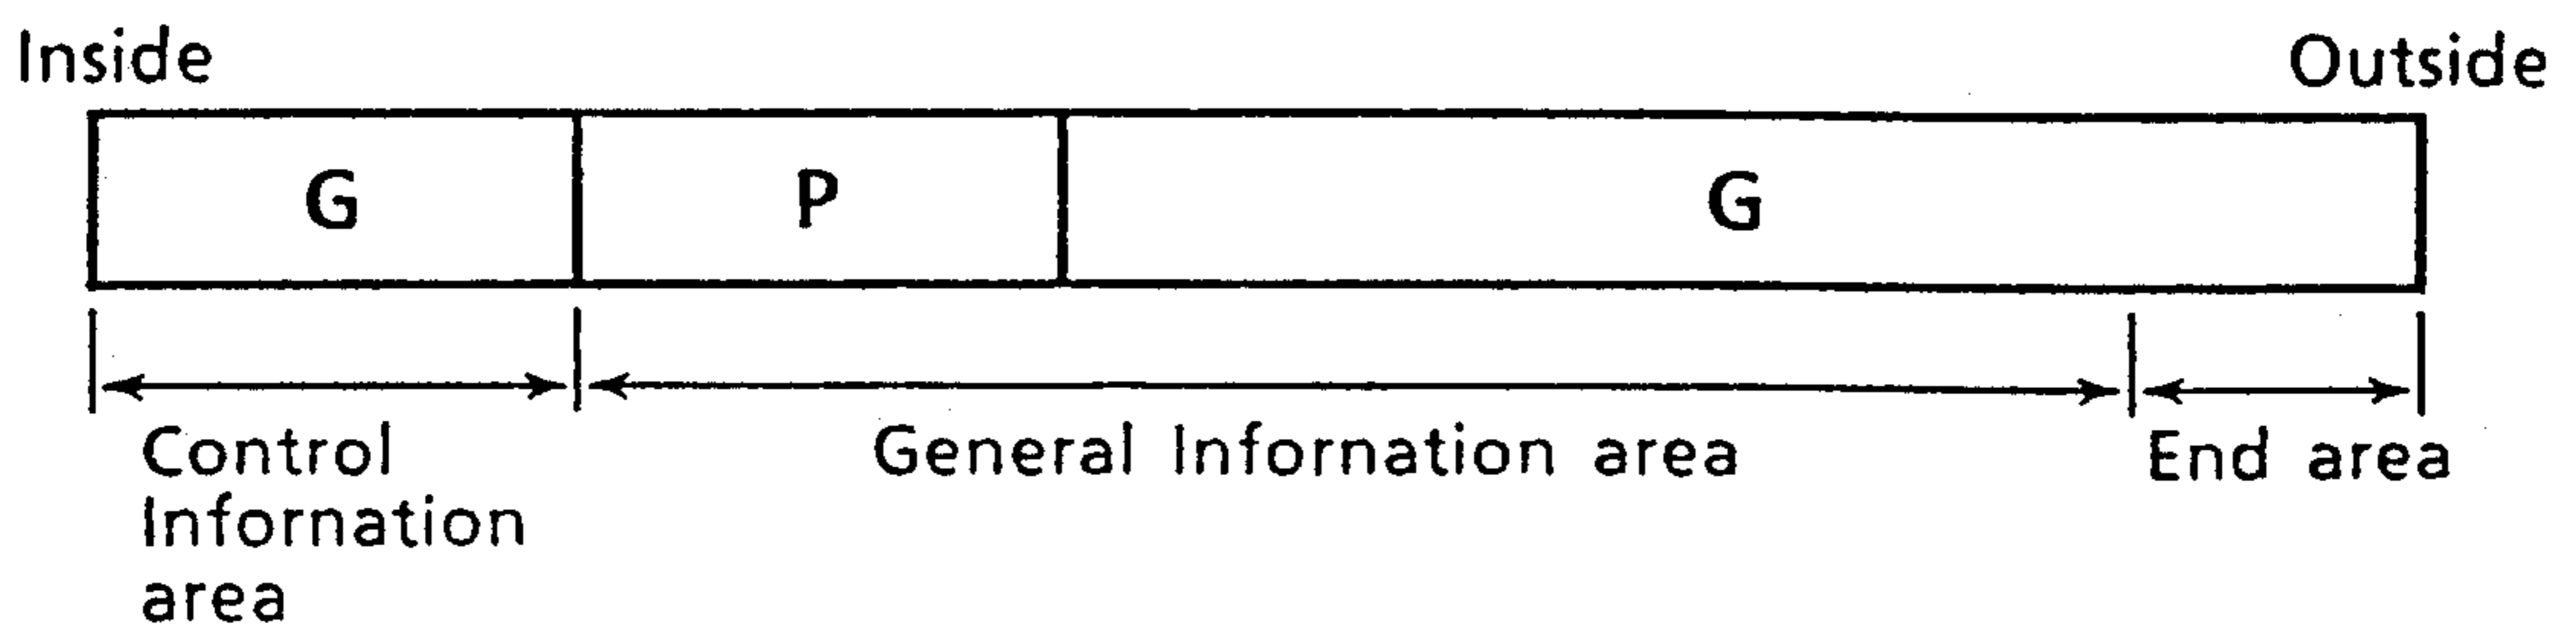 Inside Outside
G P G
Control General Infornation area End area
Infornation
area